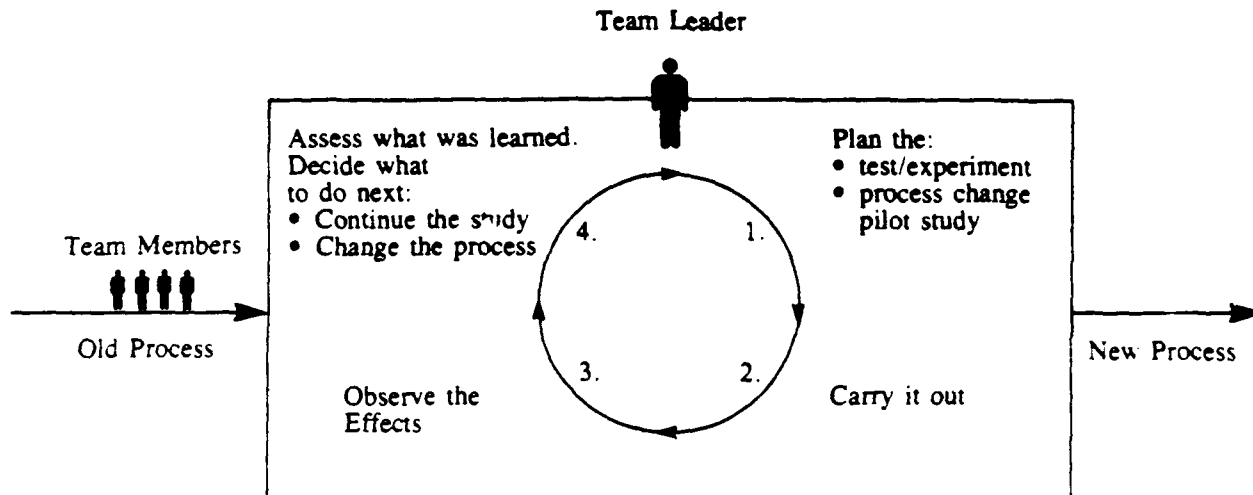 Team Leader
Assess what was learned.
Decide what
to do next:
• Continue the study
• Change the process
Plan the:
• test/experiment
• process change
pilot study
4.
1.
Team Members
Old Process
New Process
3.
2.
Observe the
Effects
Carry it out